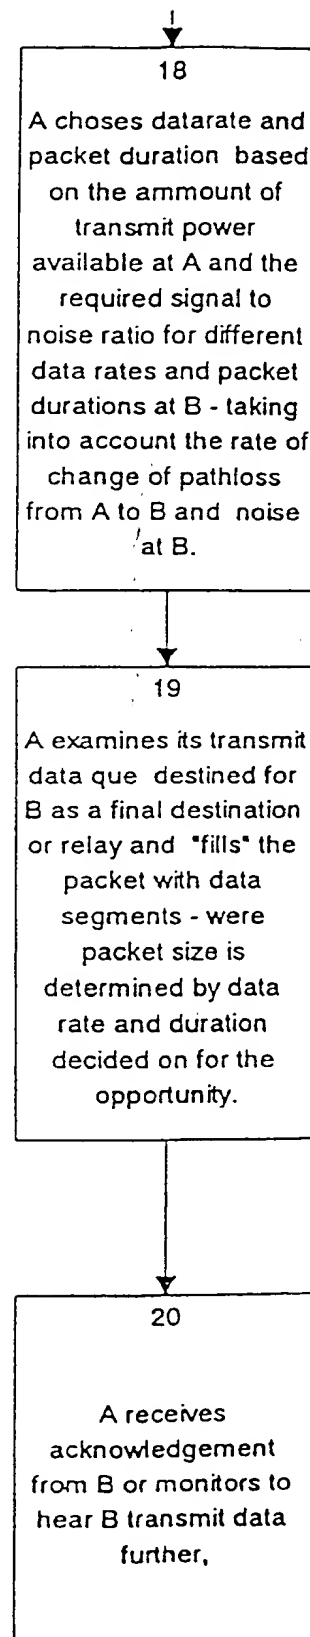 18
A choses datarate and
packet duration based
on the ammount of
transmit power
available at A and the
required signal to
noise ratio for different
data rates and packet
durations at B - taking
into account the rate of
change of pathloss
from A to B and noise
at B.
19
A examines its transmit
data que destined for
B as a final destination
or relay and "fills" the
packet with data
segments - were
packet size is
determined by data
rate and duration
decided on for the
opportunity.
20
A receives
acknowledgement
from B or monitors to
hear B transmit data
further,